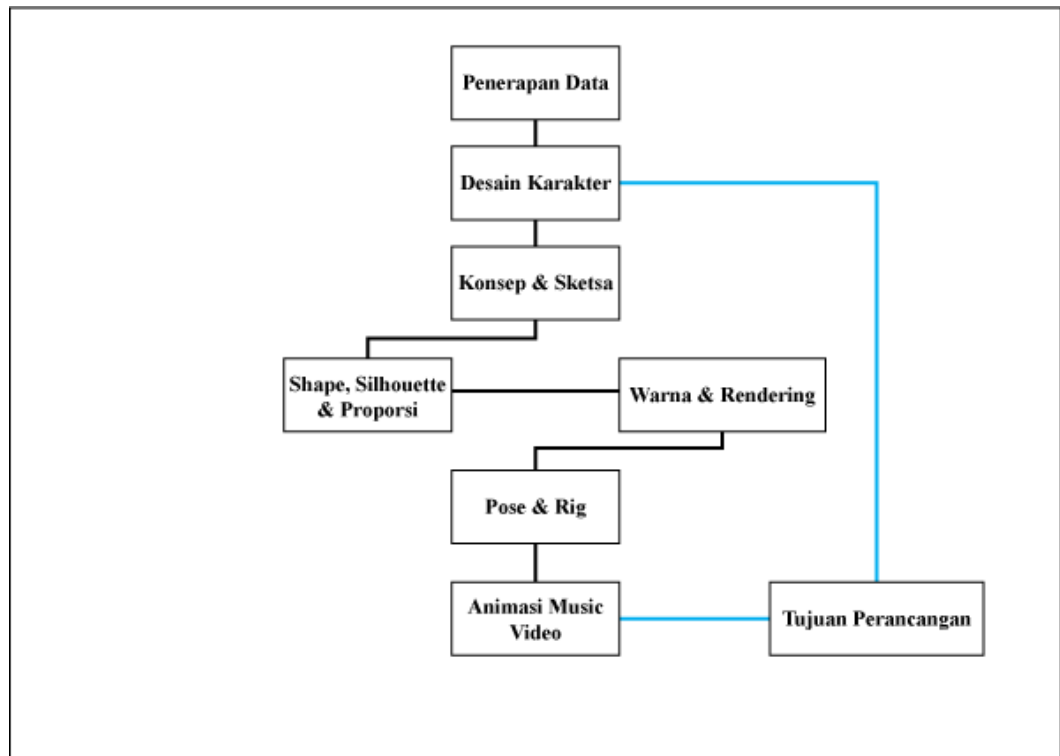 Penerapan Data
Desain Karakter
Konsep & Sketsa
Shape, Silhouette
& Proporsi
Warna & Rendering
Pose & Rig
Animasi Music
Video
Tujuan Perancangan